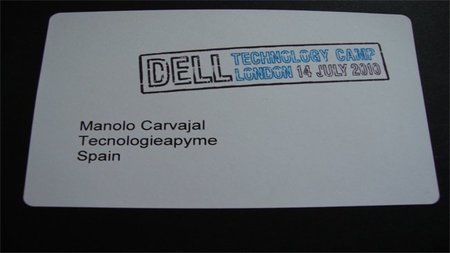 DELL TECHNOLOGY CAMP
LONDON 14 JULY 2010
Manolo Carvajal
Tecnologieapyme
Spain